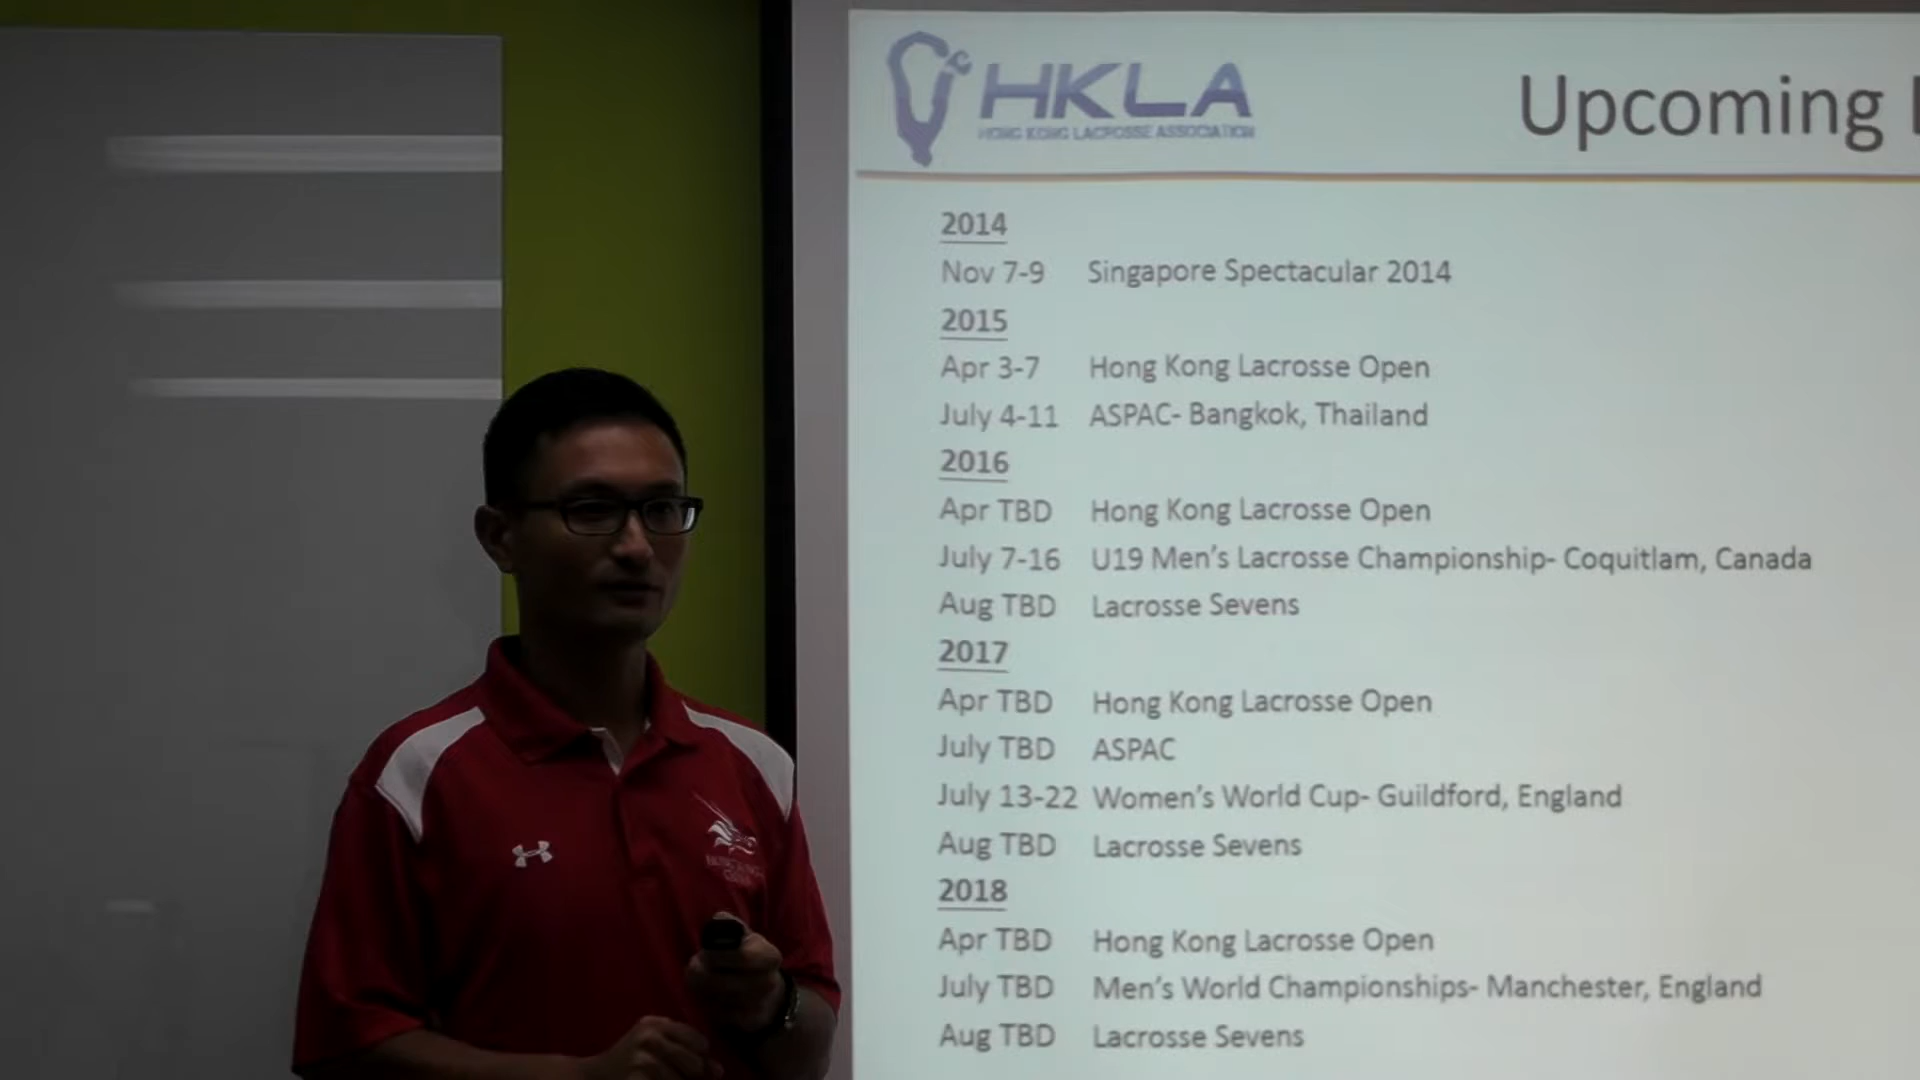 HKLA
HONG KONG LACROSSE ASSOCIATION
Upcoming
2014
Nov 7-9 Singapore Spectacular 2014
2015
Apr 3-7 Hong Kong Lacrosse Open
July 4-11 ASPAC- Bangkok, Thailand
2016
Apr TBD Hong Kong Lacrosse Open
July 7-16 U19 Men's Lacrosse Championship- Coquitlam, Canada
Aug TBD Lacrosse Sevens
2017
Apr TBD Hong Kong Lacrosse Open
July TBD ASPAC
July 13-22 Women's World Cup- Guildford, England
Aug TBD Lacrosse Sevens
2018
Apr TBD Hong Kong Lacrosse Open
July TBD Men's World Championships- Manchester, England
Aug TBD Lacrosse Sevens